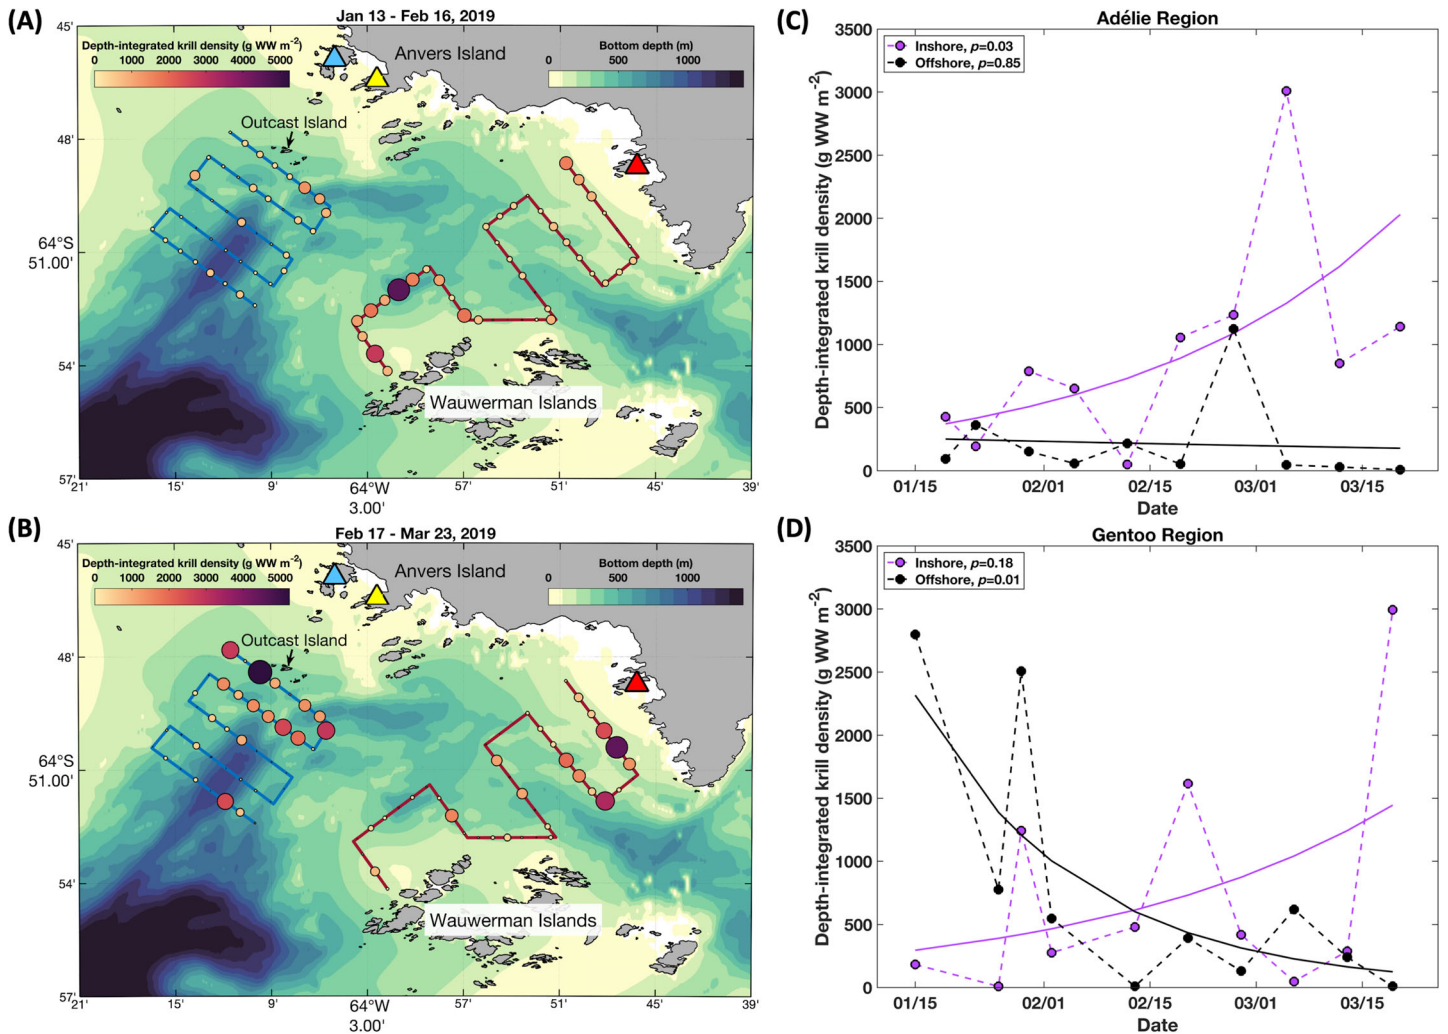 (A)
Jan 13 - Feb 16, 2019
Depth-integrated krill density (g WW m⁻²)
0 1000 2000 3000 4000 5000
Anvers Island
Bottom depth (m)
0 500 1000
Outcast Island
Wauwerman Islands
45'
48'
64°S
51.00'
54'
57'
21' 15' 9' 64°W 57' 51' 45' 39'
3.00'
(B)
Feb 17 - Mar 23, 2019
Depth-integrated krill density (g WW m⁻²)
0 1000 2000 3000 4000 5000
Anvers Island
Bottom depth (m)
0 500 1000
Outcast Island
Wauwerman Islands
45'
48'
64°S
51.00'
54'
57'
21' 15' 9' 64°W 57' 51' 45' 39'
3.00'
(C)
Adélie Region
Inshore, p=0.03
Offshore, p=0.85
Depth-integrated krill density (g WW m⁻²)
3500
3000
2500
2000
1500
1000
500
0
01/15 02/01 02/15 03/01 03/15
Date
(D)
Gentoo Region
Inshore, p=0.18
Offshore, p=0.01
Depth-integrated krill density (g WW m⁻²)
3500
3000
2500
2000
1500
1000
500
0
01/15 02/01 02/15 03/01 03/15
Date